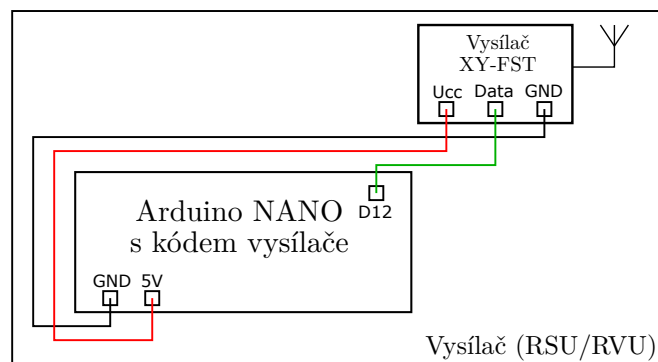 Vysílač
XY-FST
Ucc Data GND
Arduino NANO
s kódem vysílače
D12
GND 5V
Vysílač (RSU/RVU)